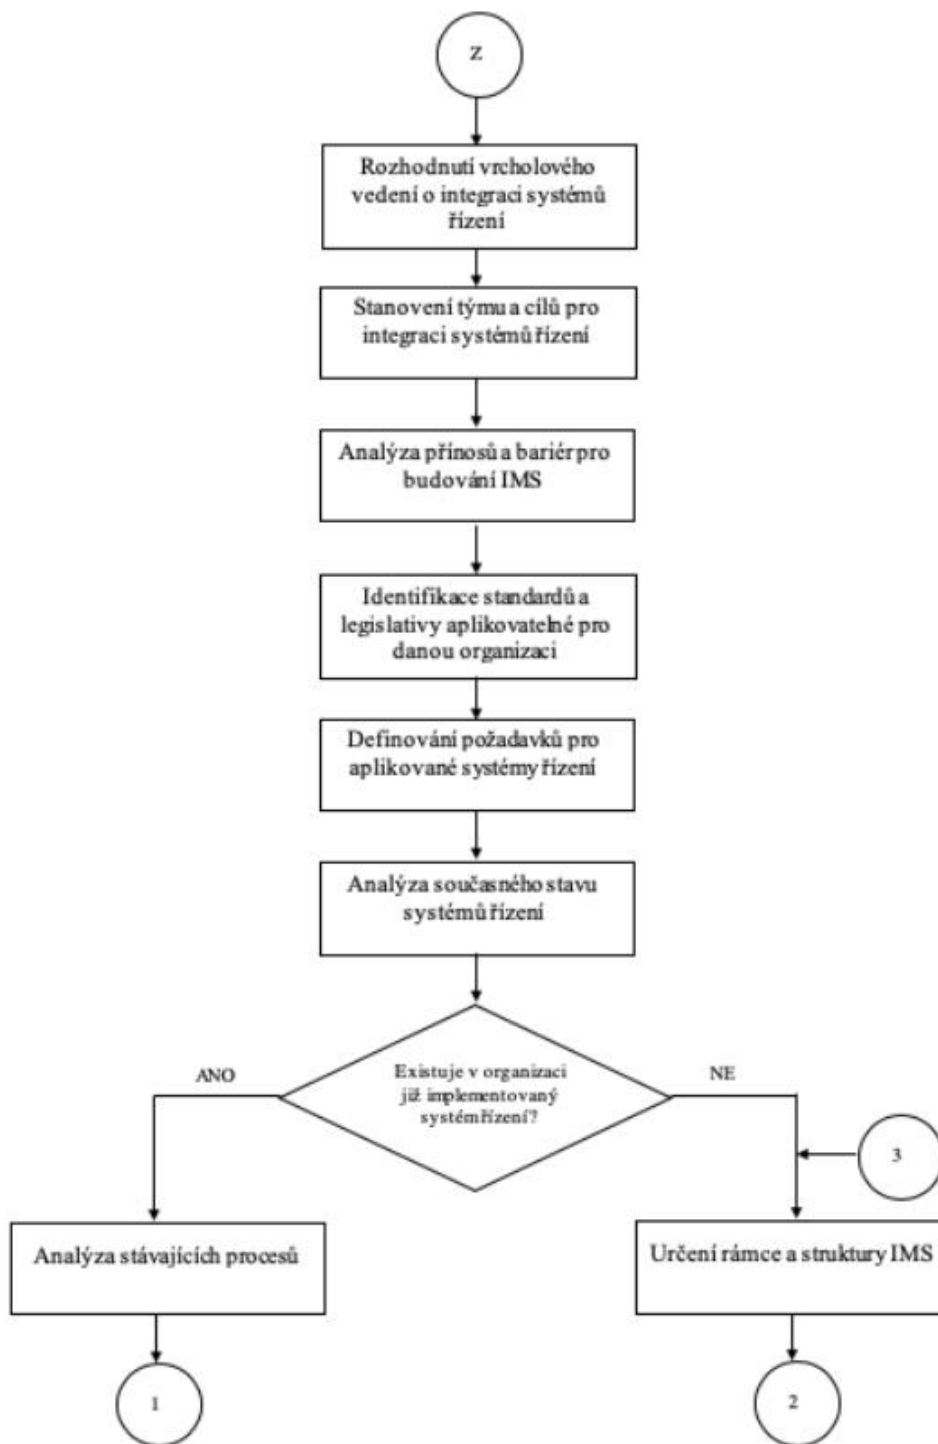 Z
Rozhodnutí vrcholového
vedení o integraci systémů
řízení
Stanovení týmu a cílů pro
integraci systémů řízení
Analýza přínosů a bariér pro
budování IMS
Identifikace standardů a
legislativy aplikovatelné pro
danou organizaci
Definování požadavků pro
aplikované systémy řízení
Analýza současného stavu
systémů řízení
Existuje v organizaci
již implementovaný
systém řízení?
ANO
NE
3
Analýza stávajících procesů
Určení rámce a struktury IMS
1
2